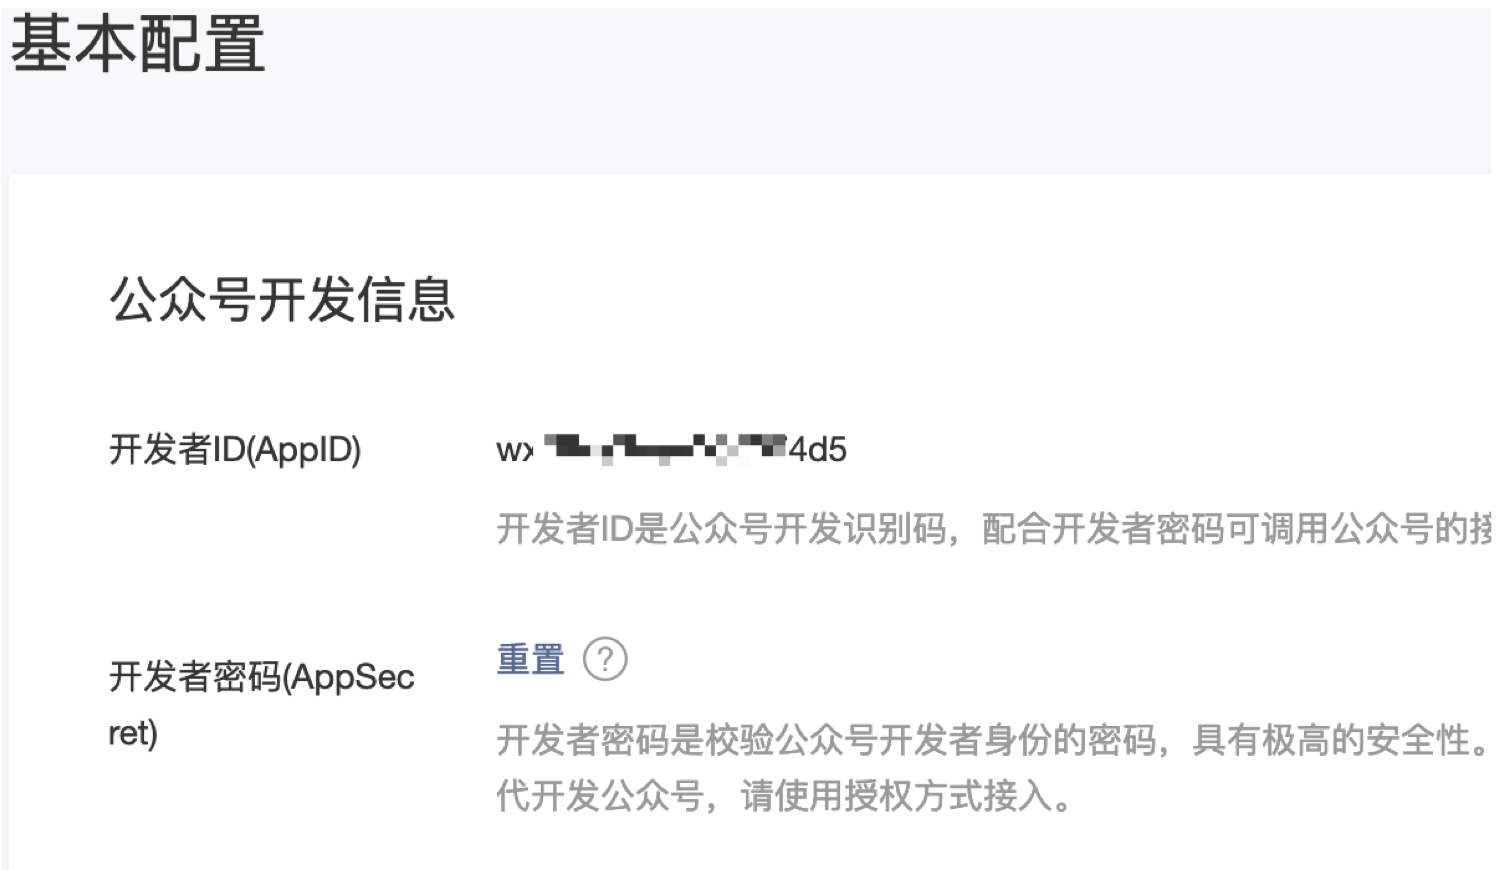 基本配置
公众号开发信息
开发者ID(AppID)
wx 4d5
开发者ID是公众号开发识别码，配合开发者密码可调用公众号的接
开发者密码(AppSec
ret)
重置 ?
开发者密码是校验公众号开发者身份的密码，具有极高的安全性。
代开发公众号，请使用授权方式接入。